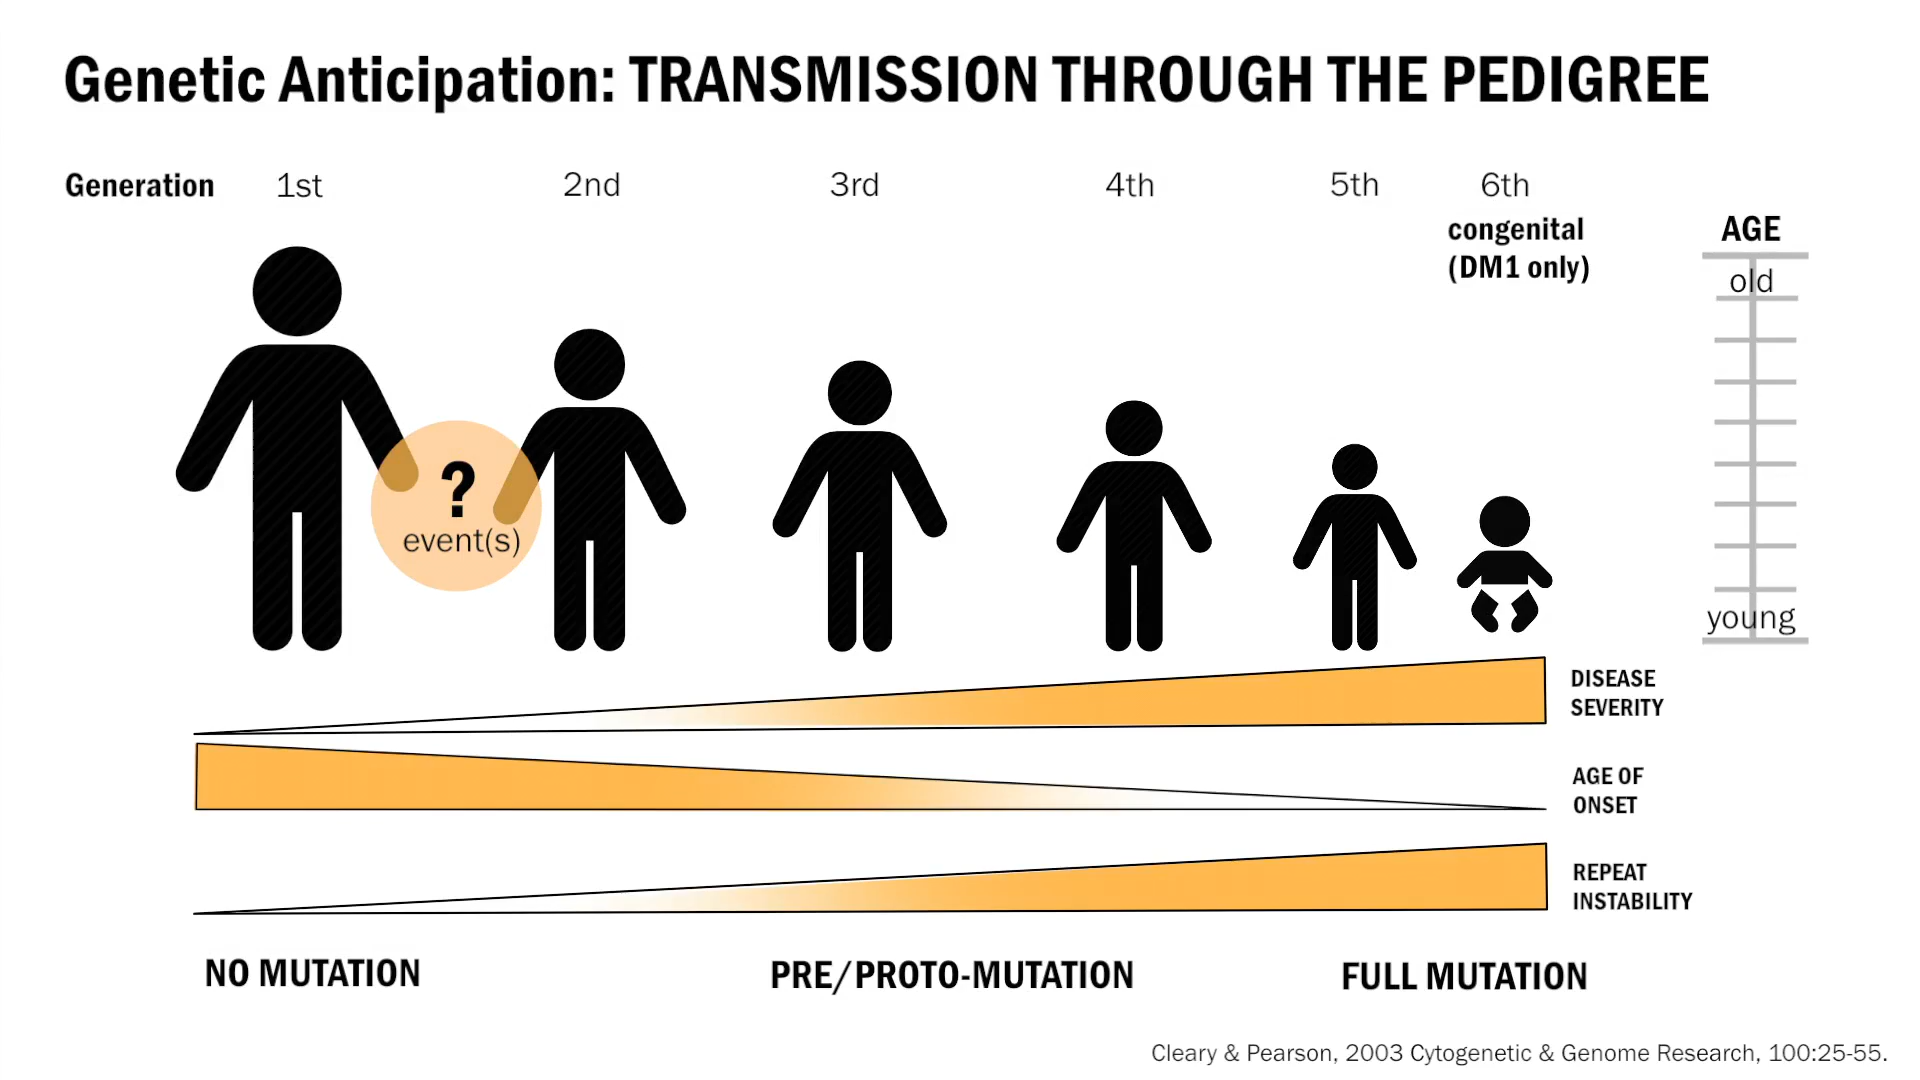 Genetic Anticipation: TRANSMISSION THROUGH THE PEDIGREE
Generation 1st 2nd 3rd 4th 5th 6th
congenital
(DM1 only)
AGE
old
?
event(s)
young
DISEASE
SEVERITY
AGE OF
ONSET
REPEAT
INSTABILITY
NO MUTATION PRE/PROTO-MUTATION FULL MUTATION
Cleary & Pearson, 2003 Cytogenetic & Genome Research, 100:25-55.